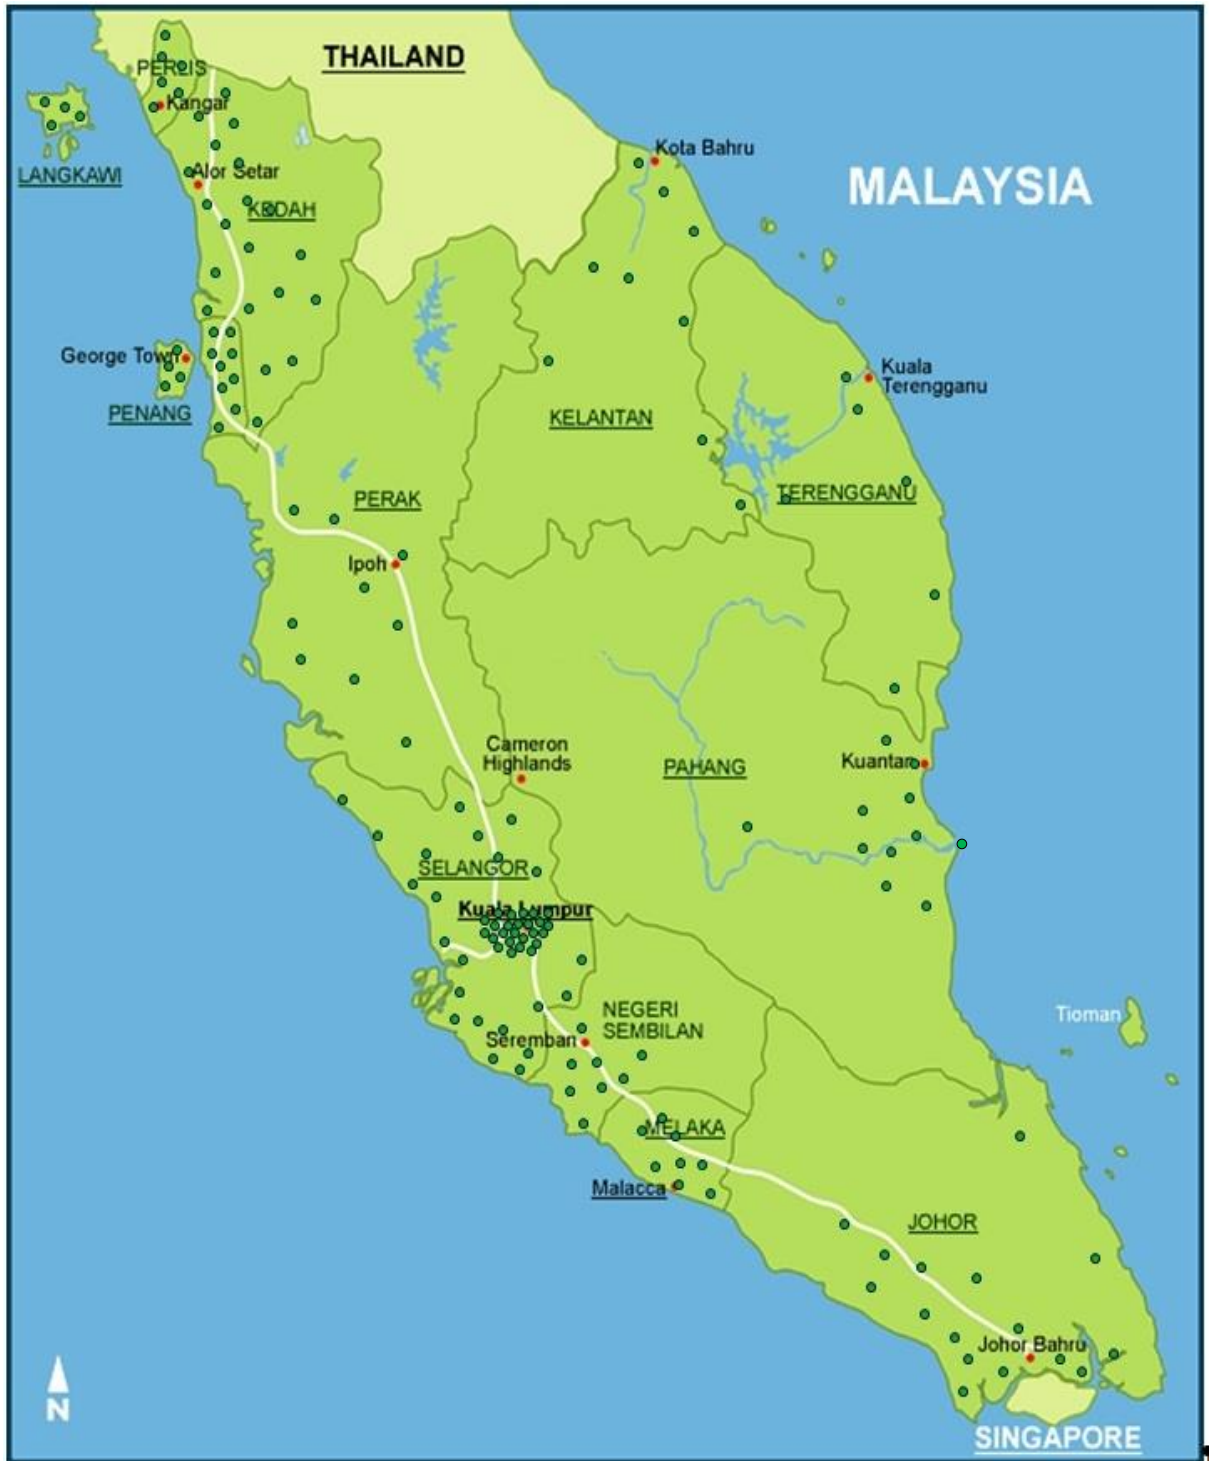 THAILAND
PERLIS
Kangar
LANGKAWI
Alor Setar
KEDAH
Kota Bahru
MALAYSIA
George Town
PENANG
Kuala
Terengganu
KELANTAN
TERENGGANU
PERAK
Ipoh
Cameron
Highlands
PAHANG
Kuantan
SELANGOR
Kuala Lumpur
NEGERI
SEMBILAN
Seremban
Tioman
MELAKA
Malacca
JOHOR
Johor Bahru
N
SINGAPORE